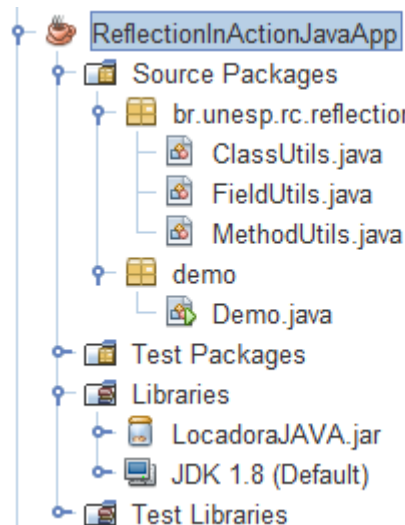 ReflectionInActionJavaApp
Source Packages
br.unesp.rc.reflection
ClassUtils.java
FieldUtils.java
MethodUtils.java
demo
Demo.java
Test Packages
Libraries
LocadoraJAVA.jar
JDK 1.8 (Default)
Test Libraries